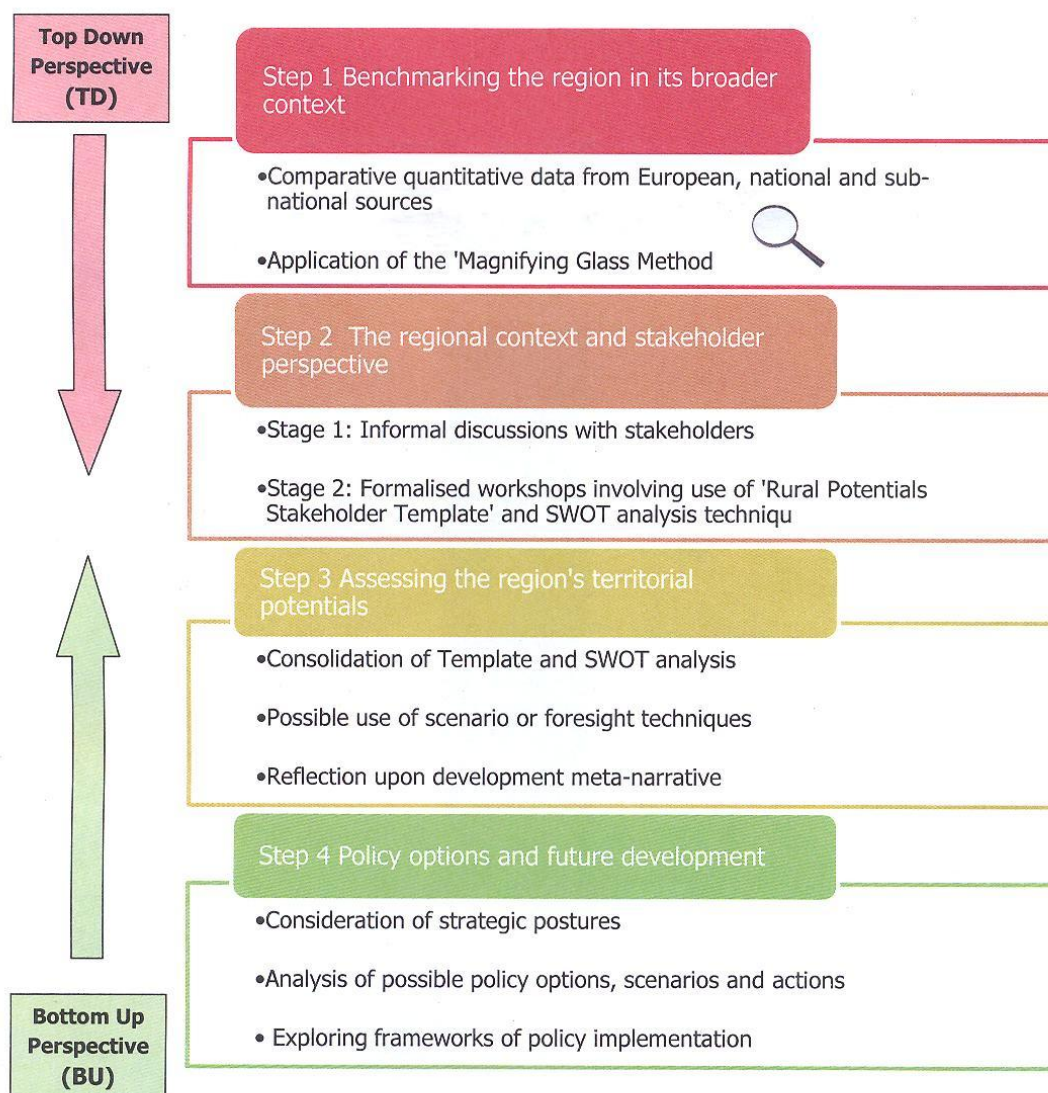 Top Down
Perspective
(TD)
Step 1 Benchmarking the region in its broader
context
•Comparative quantitative data from European, national and sub-
national sources
•Application of the 'Magnifying Glass Method
Step 2  The regional context and stakeholder
perspective
•Stage 1: Informal discussions with stakeholders
•Stage 2: Formalised workshops involving use of 'Rural Potentials
Stakeholder Template' and SWOT analysis techniqu
Step 3 Assessing the region's territorial
potentials
•Consolidation of Template and SWOT analysis
•Possible use of scenario or foresight techniques
•Reflection upon development meta-narrative
Step 4 Policy options and future development
•Consideration of strategic postures
•Analysis of possible policy options, scenarios and actions
• Exploring frameworks of policy implementation
Bottom Up
Perspective
(BU)